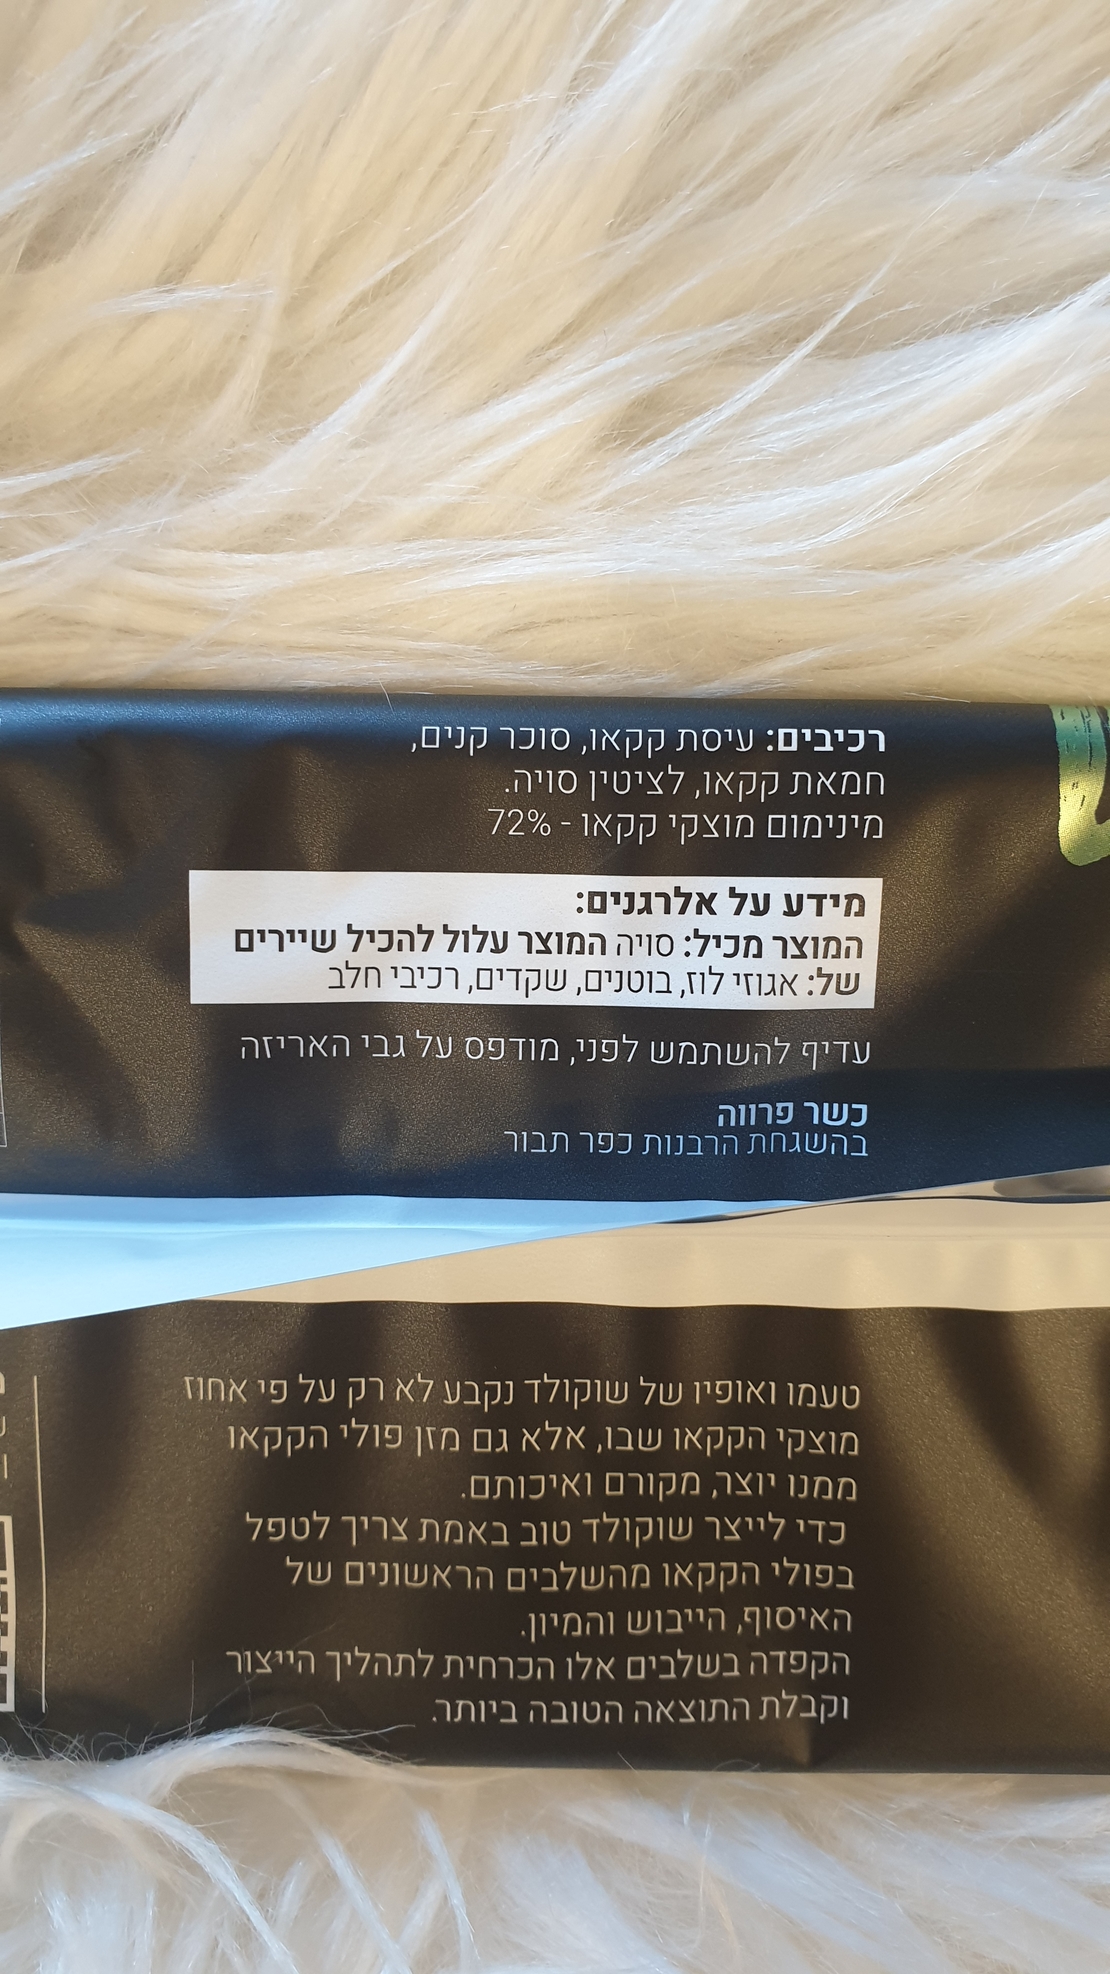 רכיבים: עיסת קקאו, סוכר קנים,
חמאת קקאו, לציטין סויה.
מינימום מוצקי קקאו - 72%
מידע על אלרגנים:
המוצר מכיל: סויה המוצר עלול להכיל שיירים
של: אגוזי לוז, בוטנים, שקדים, רכיבי חלב
עדיף להשתמש לפני, מודפס על גבי האריזה
כשר פרווה
בהשגחת הרבנות כפר תבור
טעמו ואופיו של שוקולד נקבע לא רק על פי אחוז
מוצקי הקקאו שבו, אלא גם מזן פולי הקקאו
ממנו יוצר, מקורם ואיכותם.
כדי לייצר שוקולד טוב באמת צריך לטפל
בפולי הקקאו מהשלבים הראשונים של
האיסוף, הייבוש והמיון.
הקפדה בשלבים אלו הכרחית לתהליך הייצור
וקבלת התוצאה הטובה ביותר.